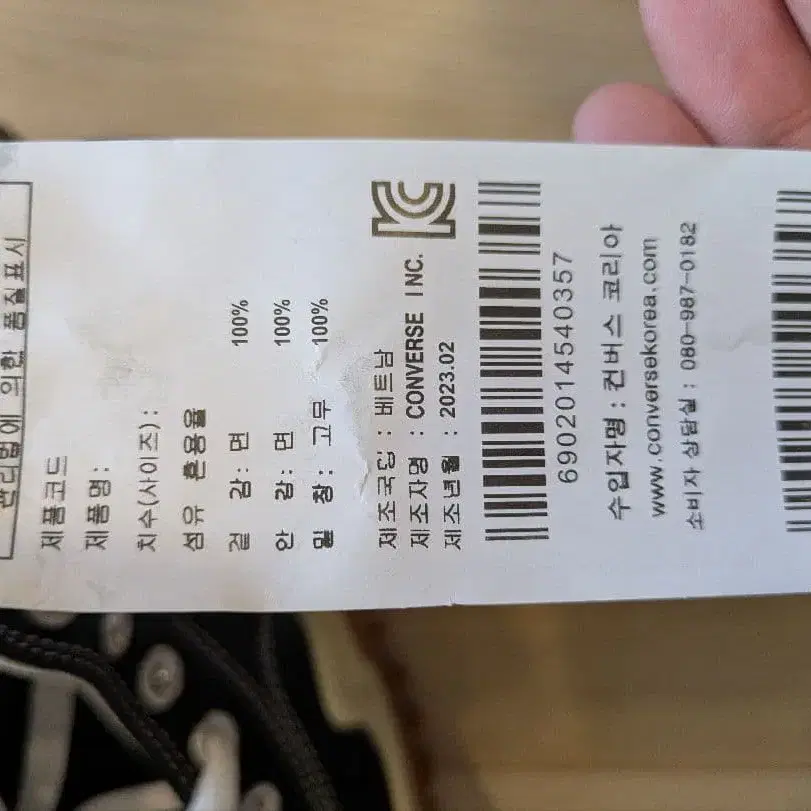 관리법에 의한 품질표시
제품코드
제품명:
치수(사이즈):
섬유 혼용율
겉 감: 면 100%
안 감: 면 100%
밑 창: 고무 100%
제조국명 : 베트남
제조자명 : CONVERSE INC.
제조년월 : 2023.02
6902014540357
수입자명 : 컨버스 코리아
www.conversekorea.com
소비자 상담실 : 080-987-0182